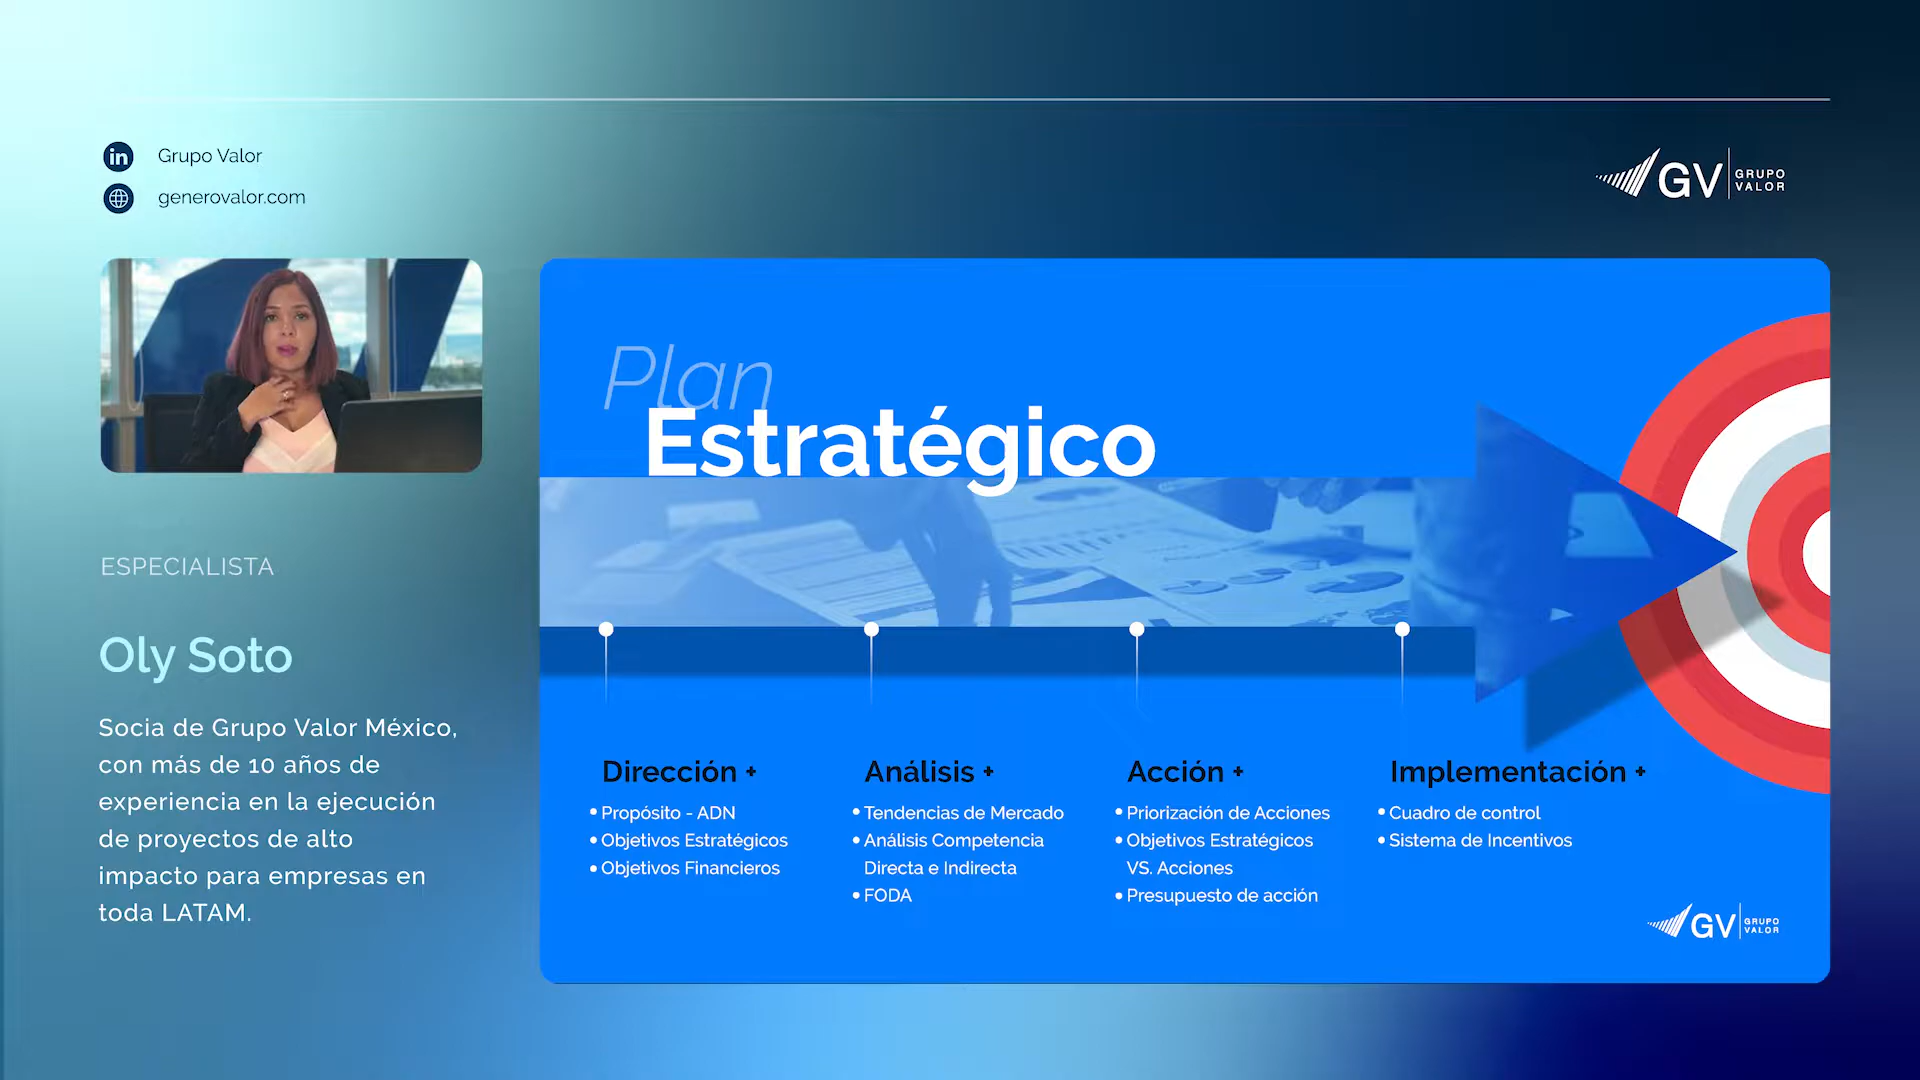 Grupo Valor
generovalor.com
GV GRUPO
VALOR
ESPECIALISTA
Oly Soto
Socia de Grupo Valor México,
con más de 10 años de
experiencia en la ejecución
de proyectos de alto
impacto para empresas en
toda LATAM.
Plan
Estratégico
Dirección +
• Propósito - ADN
• Objetivos Estratégicos
• Objetivos Financieros
Análisis +
• Tendencias de Mercado
• Análisis Competencia
Directa e Indirecta
• FODA
Acción +
• Priorización de Acciones
• Objetivos Estratégicos
VS. Acciones
• Presupuesto de acción
Implementación +
• Cuadro de control
• Sistema de Incentivos
GV GRUPO
VALOR